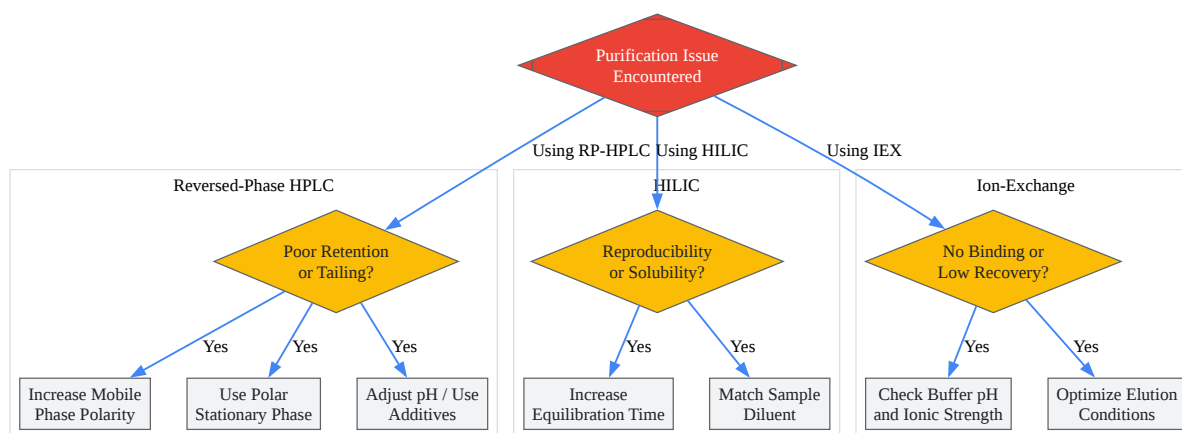 Purification Issue
Encountered
Using RP-HPLC
Using HILIC
Using IEX
Reversed-Phase HPLC
HILIC
Ion-Exchange
Poor Retention
or Tailing?
Reproducibility
or Solubility?
No Binding or
Low Recovery?
Yes
Yes
Yes
Yes
Yes
Yes
Yes
Increase Mobile
Phase Polarity
Use Polar
Stationary Phase
Adjust pH / Use
Additives
Increase
Equilibration Time
Match Sample
Diluent
Check Buffer pH
and Ionic Strength
Optimize Elution
Conditions